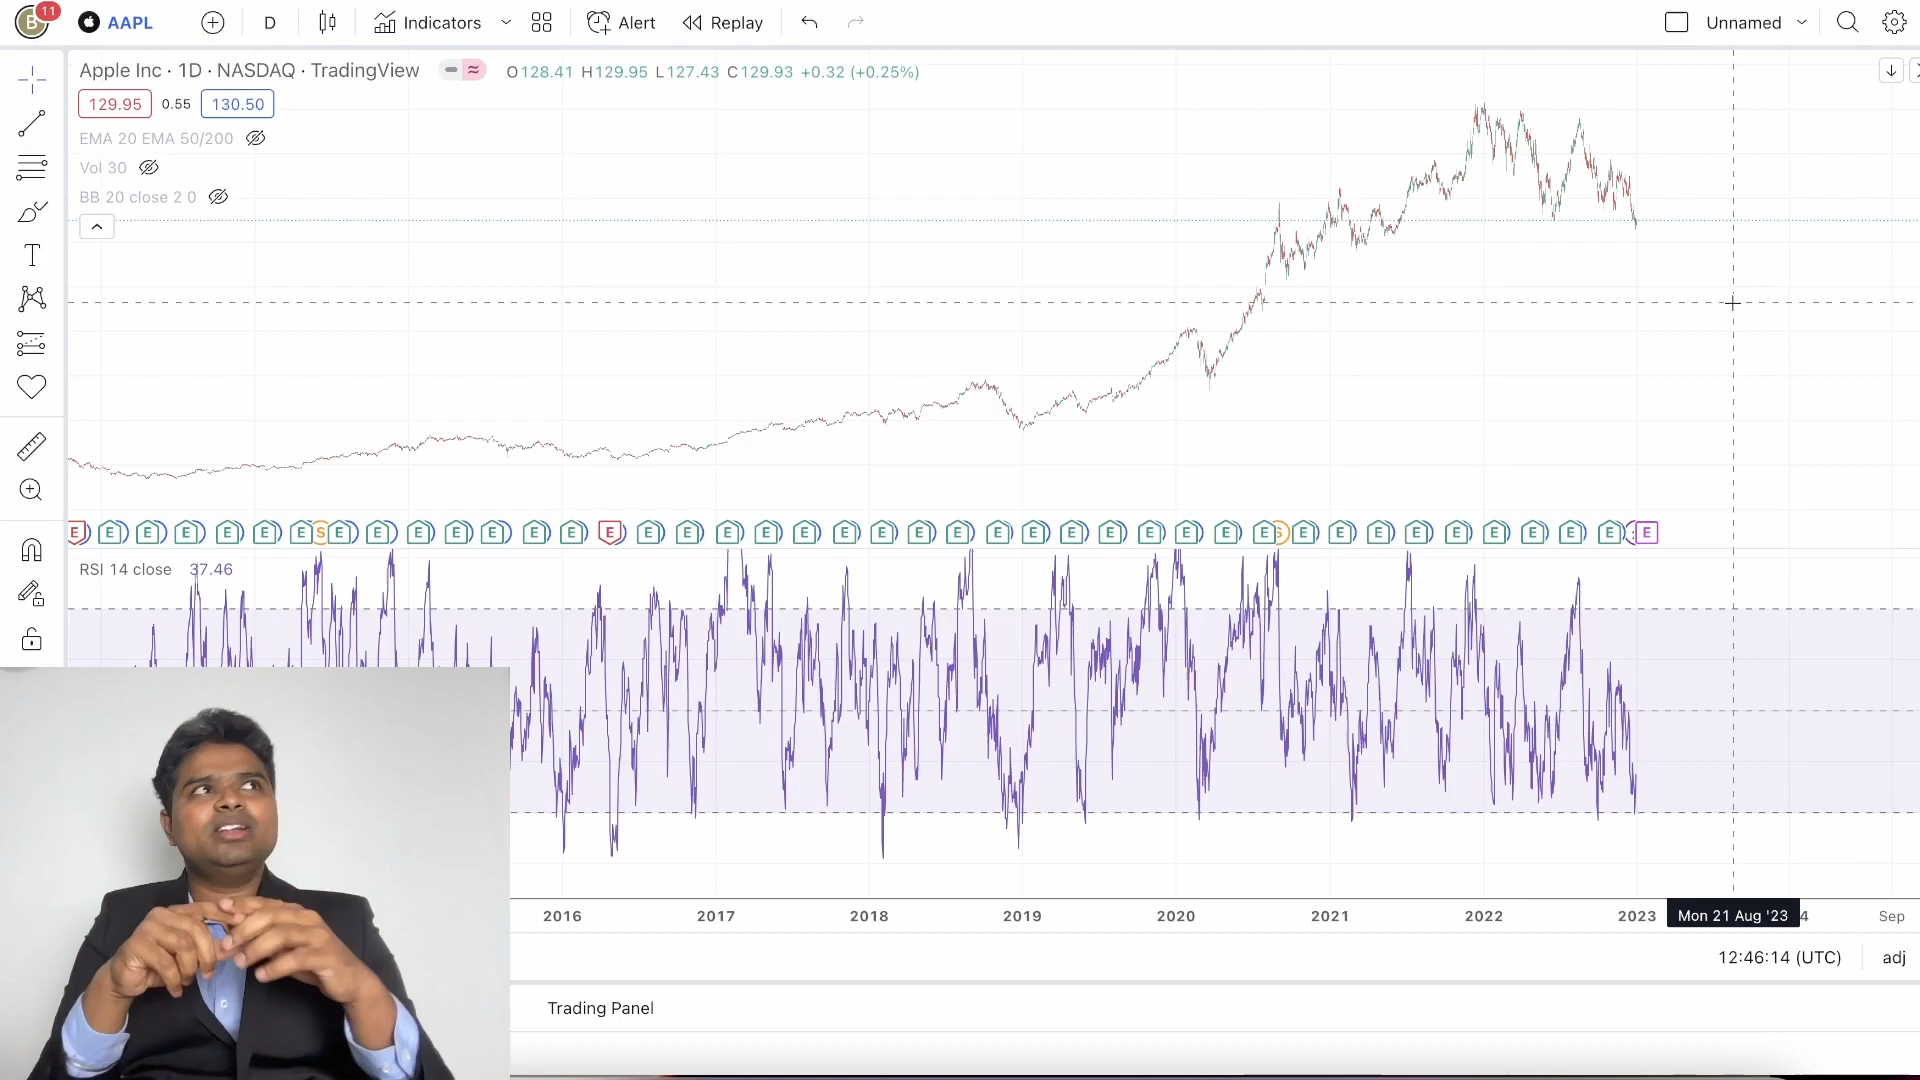 B 11 AAPL D Indicators Alert Replay Unnamed
Apple Inc · 1D · NASDAQ · TradingView O128.41 H129.95 L127.43 C129.93 +0.32 (+0.25%)
129.95 0.55 130.50
EMA 20 EMA 50/200
Vol 30
BB 20 close 2 0
T
E E E E E E E S E E E E E E E E E E E E E E E E E E E E E E E E E S E E E E E E E E E E
RSI 14 close 37.46
2016 2017 2018 2019 2020 2021 2022 2023 Mon 21 Aug '23 4 Sep
12:46:14 (UTC) adj
Trading Panel